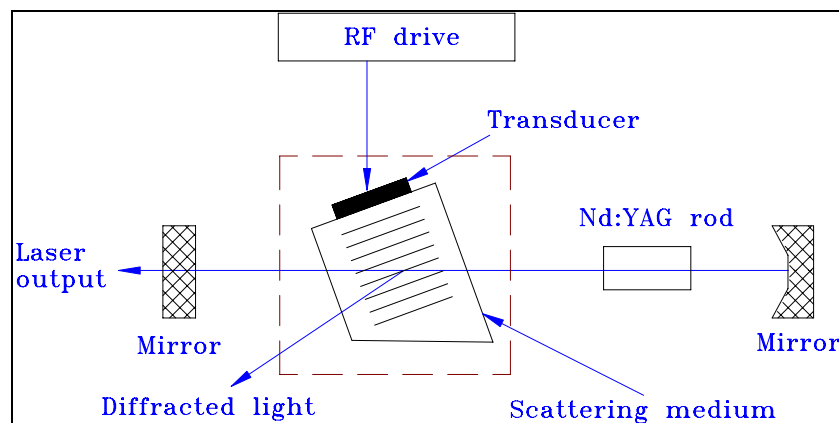 RF drive
Transducer
Nd:YAG rod
Laser
output
Mirror
Mirror
Diffracted light
Scattering medium